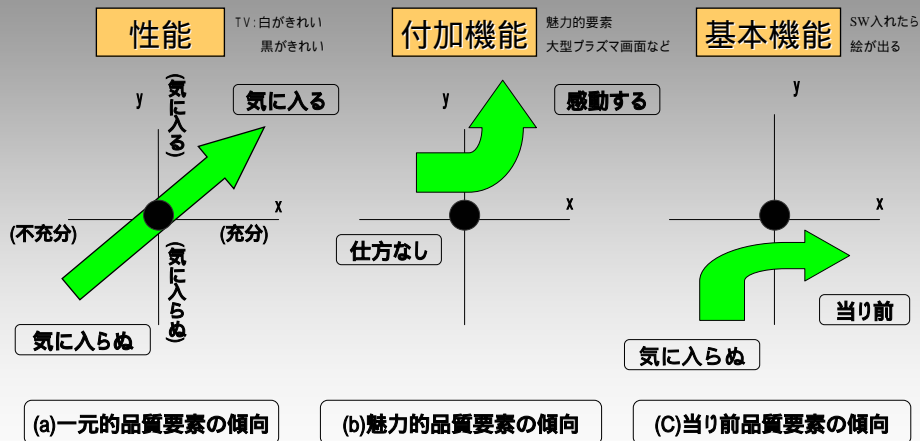 性能
TV:白がきれい
黒がきれい
付加機能
魅力的要素
大型プラズマ画面など
基本機能
SW入れたら
絵が出る
y
(気に入る)
気に入る
x
(不充分)
(充分)
(気に入らぬ)
気に入らぬ
y
感動する
x
仕方なし
y
x
当り前
気に入らぬ
(a)一元的品質要素の傾向
(b)魅力的品質要素の傾向
(C)当り前品質要素の傾向